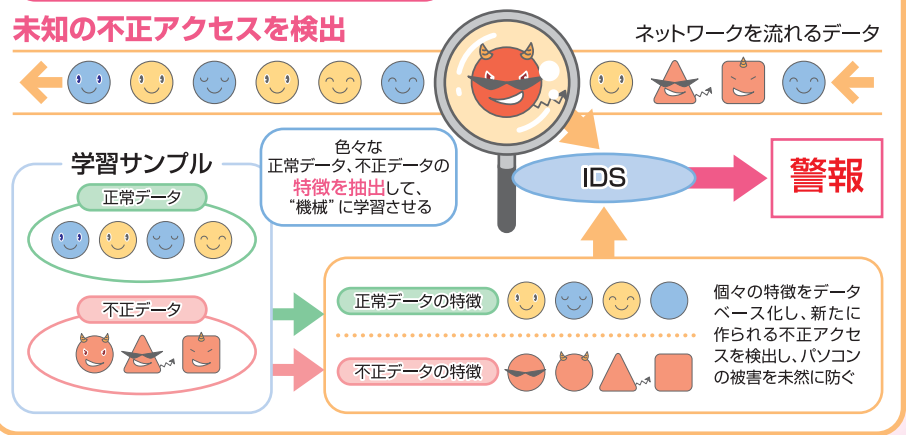 未知の不正アクセスを検出
ネットワークを流れるデータ
学習サンプル
色々な
正常データ、不正データの
特徴を抽出して、
“機械”に学習させる
IDS
警報
正常データ
不正データ
正常データの特徴
不正データの特徴
個々の特徴をデータ
ベース化し、新たに
作られる不正アクセ
スを検出し、パソコン
の被害を未然に防ぐ